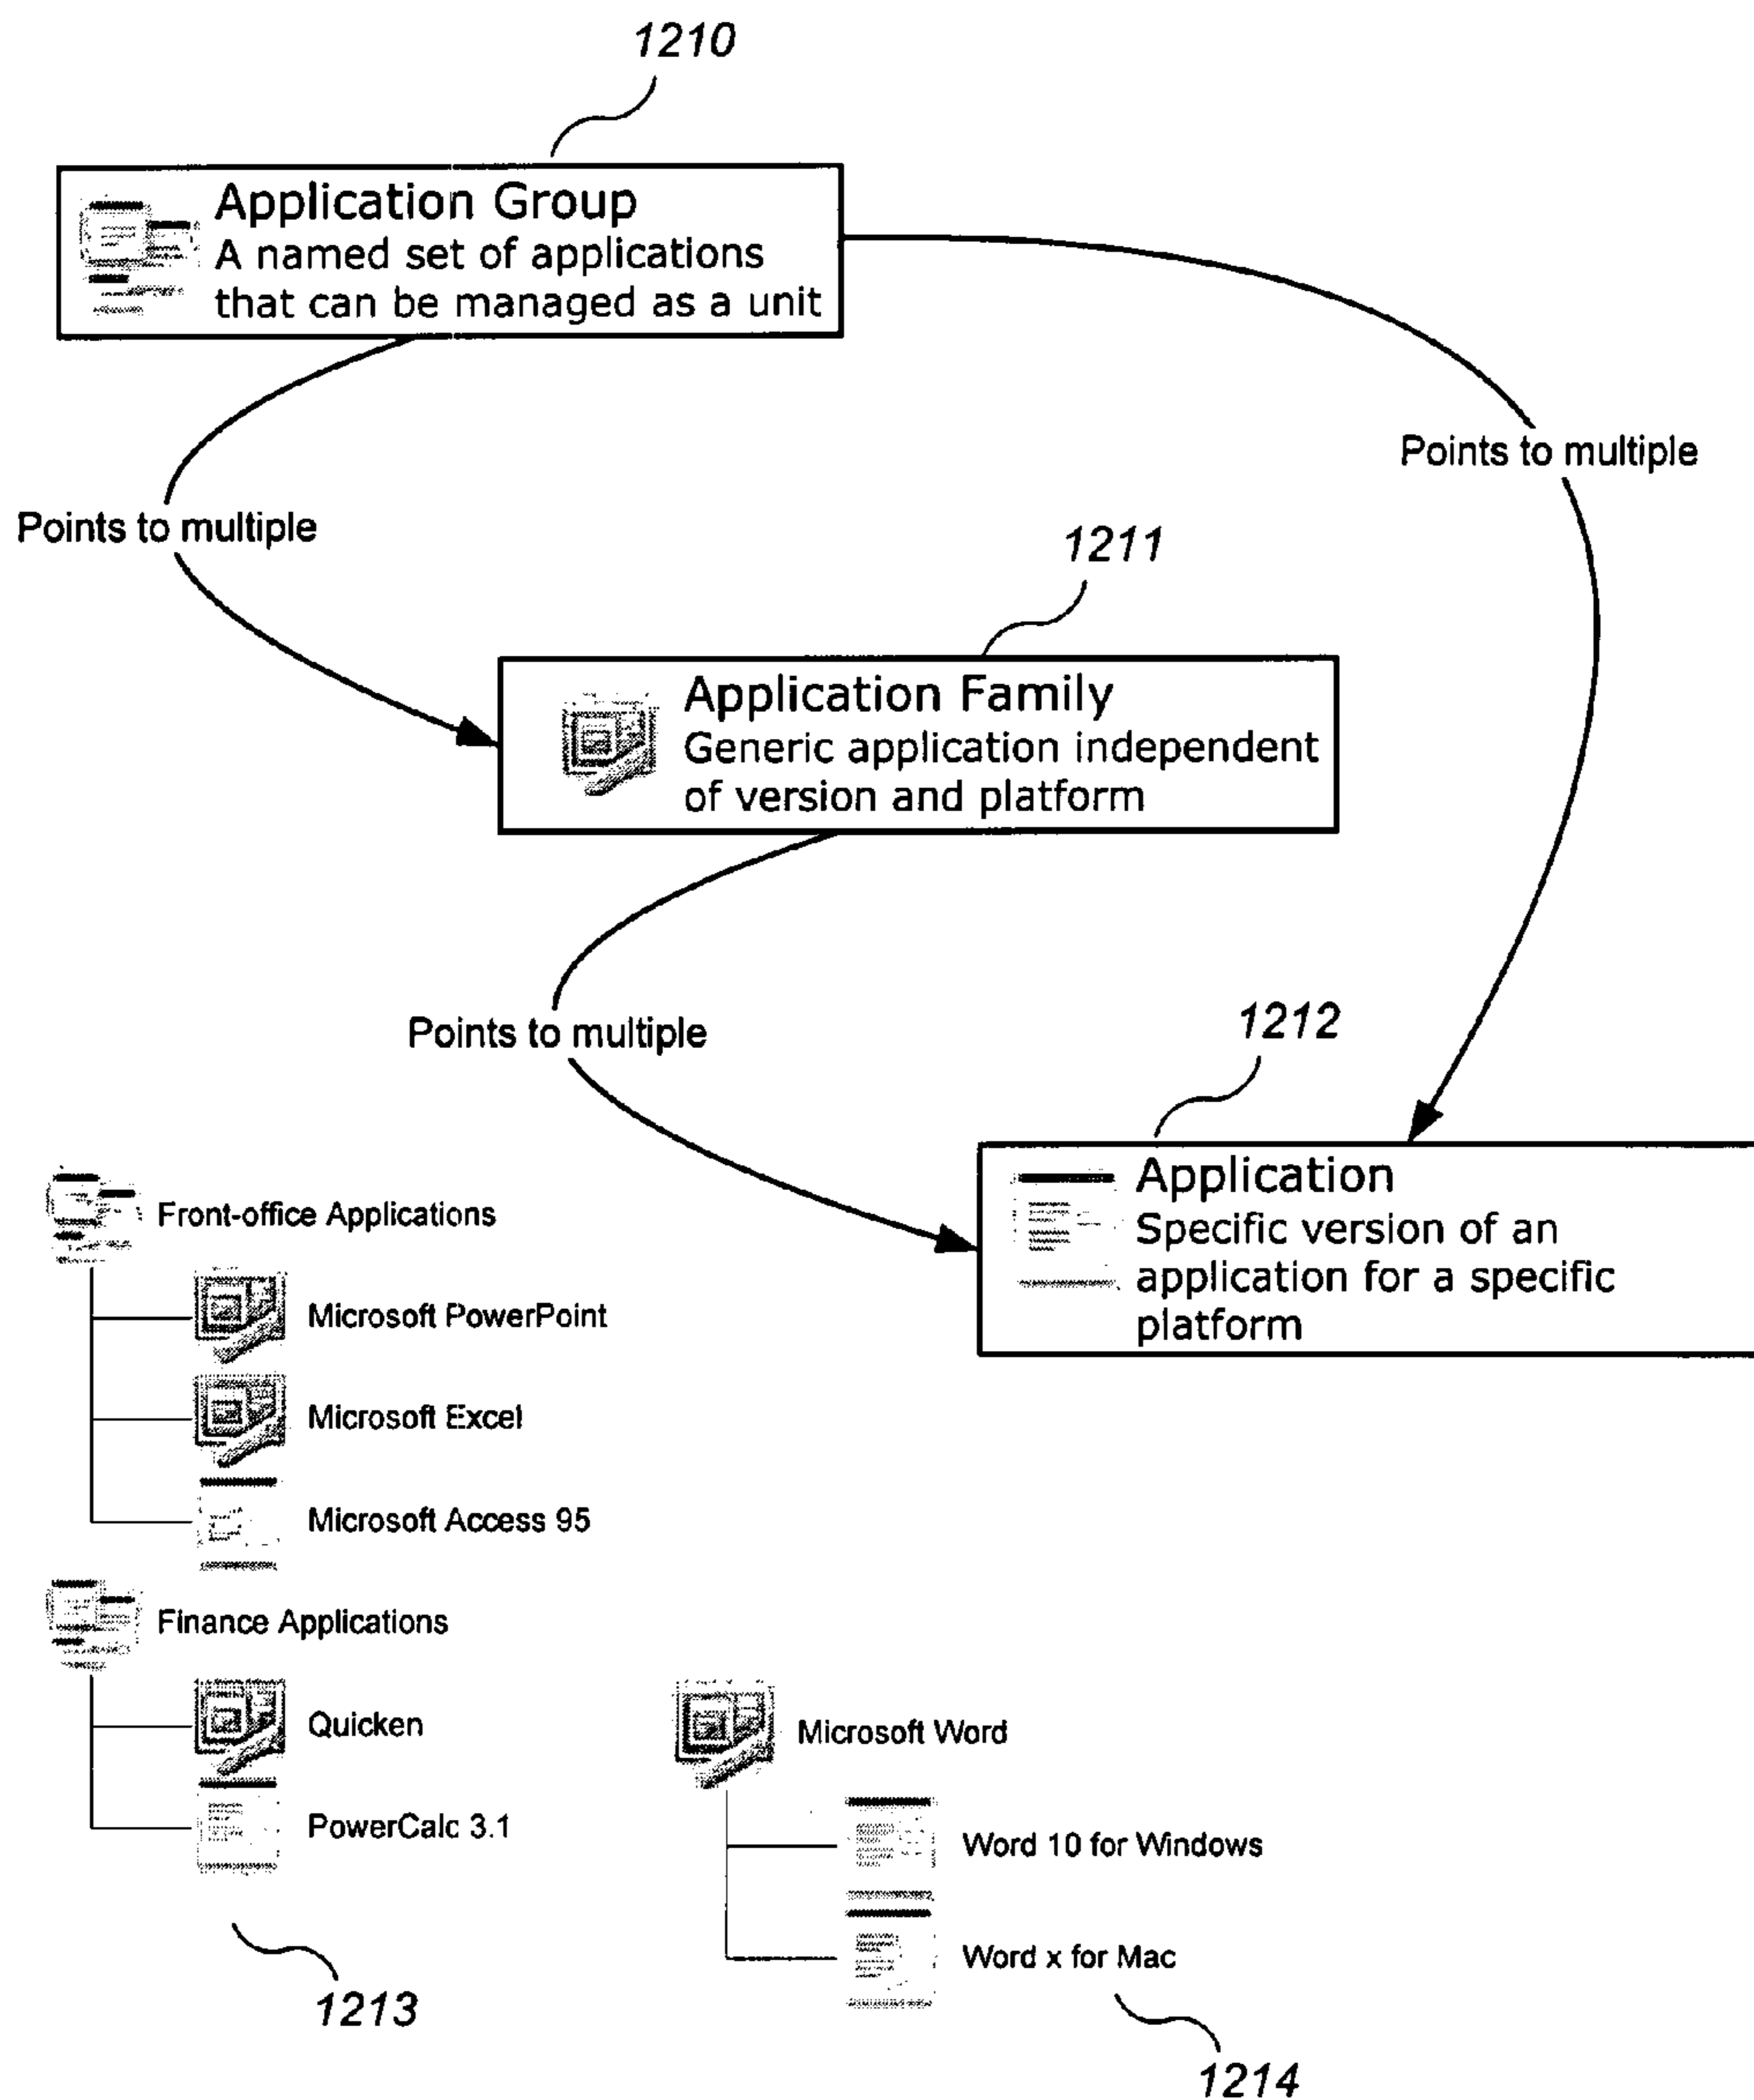 1210
Application Group
A named set of applications
that can be managed as a unit
Points to multiple
Points to multiple
1211
Application Family
Generic application independent
of version and platform
Points to multiple
1212
Application
Specific version of an
application for a specific
platform
Front-office Applications
Microsoft PowerPoint
Microsoft Excel
Microsoft Access 95
Finance Applications
Quicken
PowerCalc 3.1
1213
Microsoft Word
Word 10 for Windows
Word x for Mac
1214